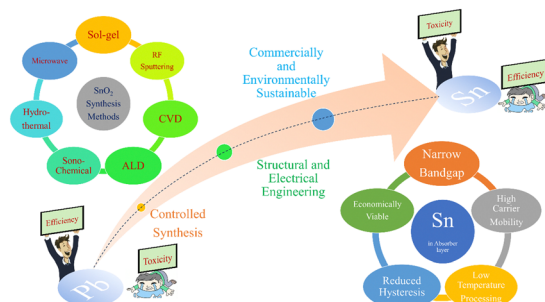 Sol-gel
Microwave
RF
Sputtering
SnO2
Synthesis
Methods
Hydro-
thermal
CVD
Sono-
Chemical
ALD
Commercially
and
Environmentally
Sustainable
Toxicity
Efficiency
Sn
Structural and
Electrical
Engineering
Controlled
Synthesis
Efficiency
Toxicity
Pb
Narrow
Bandgap
Economically
Viable
High
Carrier
Mobility
Sn
in Absorber
layer
Reduced
Hysteresis
Low
Temperature
Processing